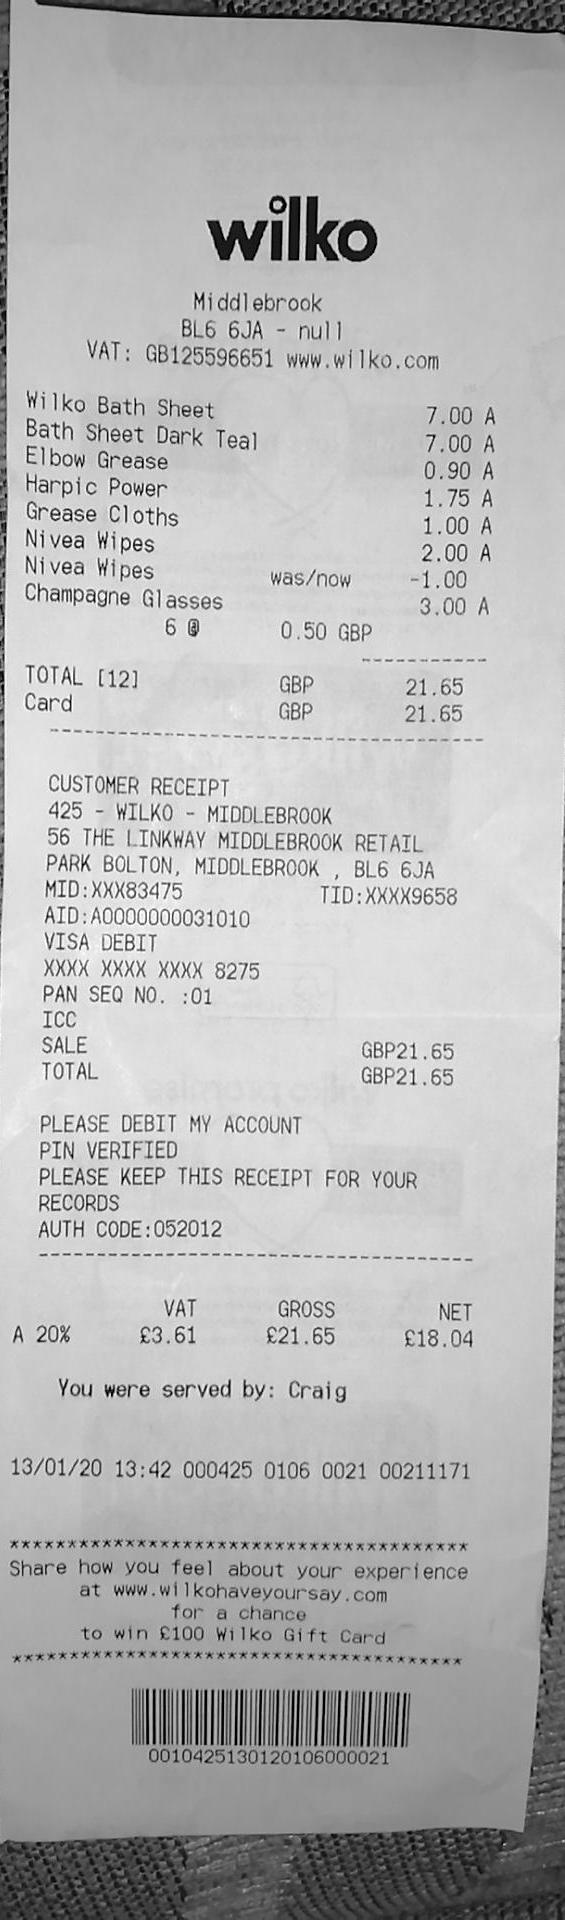 wilko
Middlebrook
BL6 6JA - null
VAT: GB125596651 www.wilko.com
Wilko Bath Sheet 7.00 A
Bath Sheet Dark Teal 7.00 A
Elbow Grease 0.90 A
Harpic Power 1.75 A
Grease Cloths 1.00 A
Nivea Wipes 2.00 A
Nivea Wipes was/now -1.00
Champagne Glasses 3.00 A
6 @ 0.50 GBP
------------
TOTAL [12] GBP 21.65
Card GBP 21.65
--------------------------------------
CUSTOMER RECEIPT
425 - WILKO - MIDDLEBROOK
56 THE LINKWAY MIDDLEBROOK RETAIL
PARK BOLTON, MIDDLEBROOK , BL6 6JA
MID:XXX83475 TID:XXXX9658
AID:A0000000031010
VISA DEBIT
XXXX XXXX XXXX 8275
PAN SEQ NO. :01
ICC
SALE GBP21.65
TOTAL GBP21.65
PLEASE DEBIT MY ACCOUNT
PIN VERIFIED
PLEASE KEEP THIS RECEIPT FOR YOUR
RECORDS
AUTH CODE:052012
--------------------------------------
VAT GROSS NET
A 20% £3.61 £21.65 £18.04
You were served by: Craig
13/01/20 13:42 000425 0106 0021 00211171
****************************************
Share how you feel about your experience
at www.wilkohaveyoursay.com
for a chance
to win £100 Wilko Gift Card
****************************************
0010425130120106000021